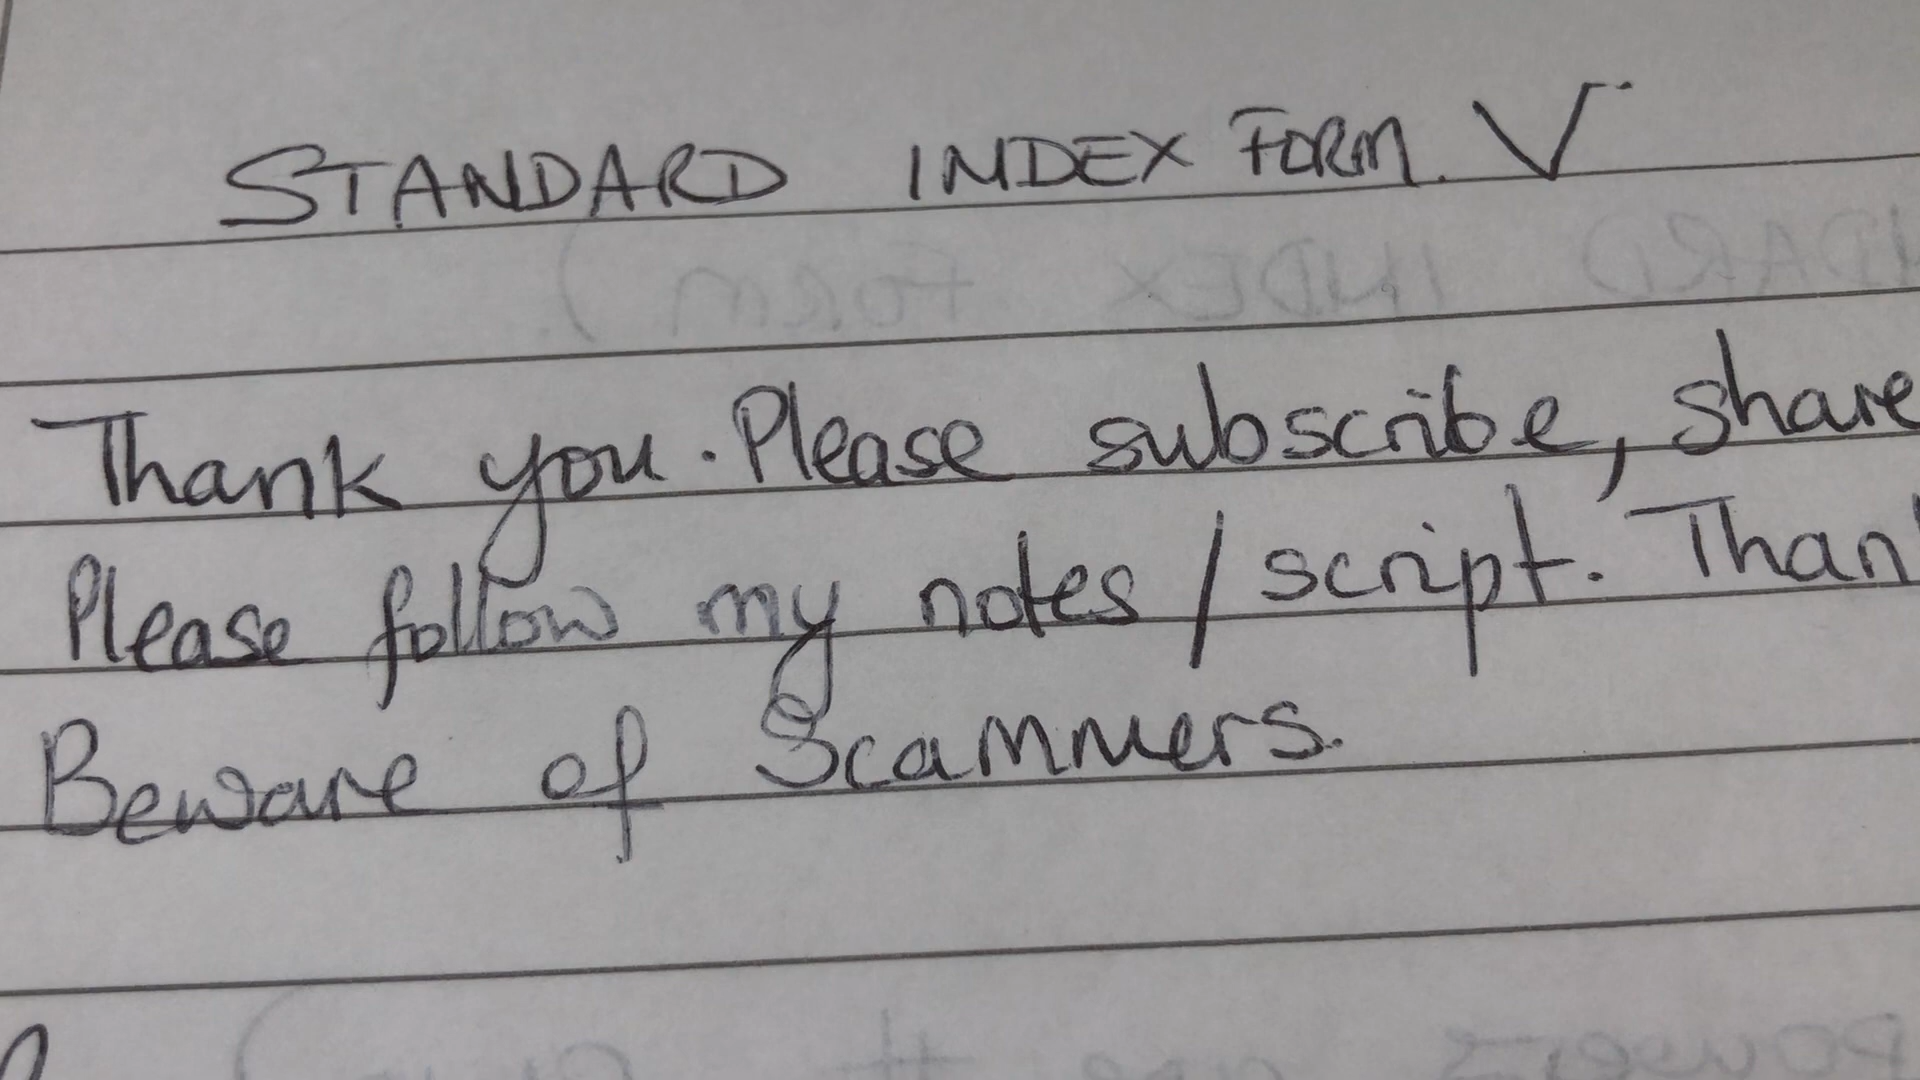 STANDARD INDEX FORM. √
Thank you. Please subscribe, share
Please follow my notes / script. Than
Beware of Scammers.